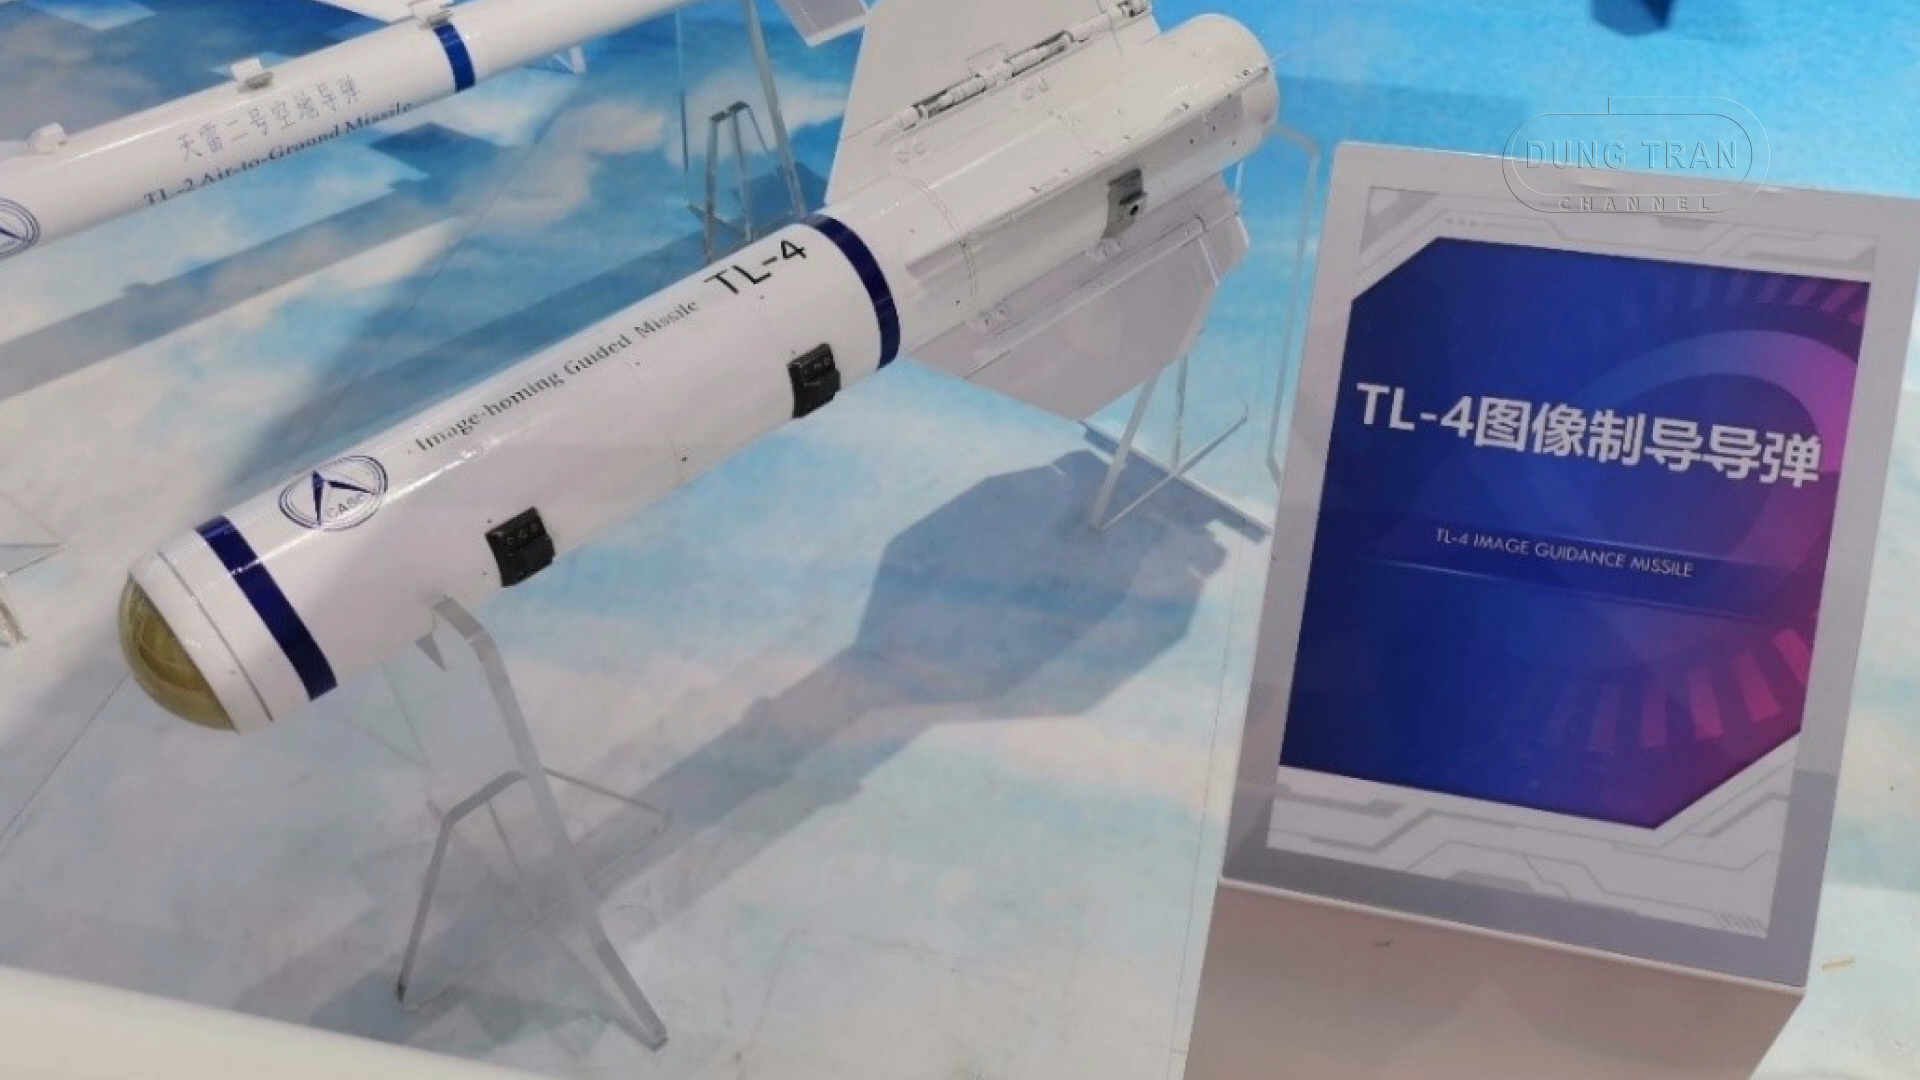 天雷二号空地导弹
TL-2 Air-to-Ground Missile
TL-4
Image-homing Guided Missile
CASC
DUNG TRAN
CHANNEL
TL-4图像制导导弹
TL-4 IMAGE GUIDANCE MISSILE